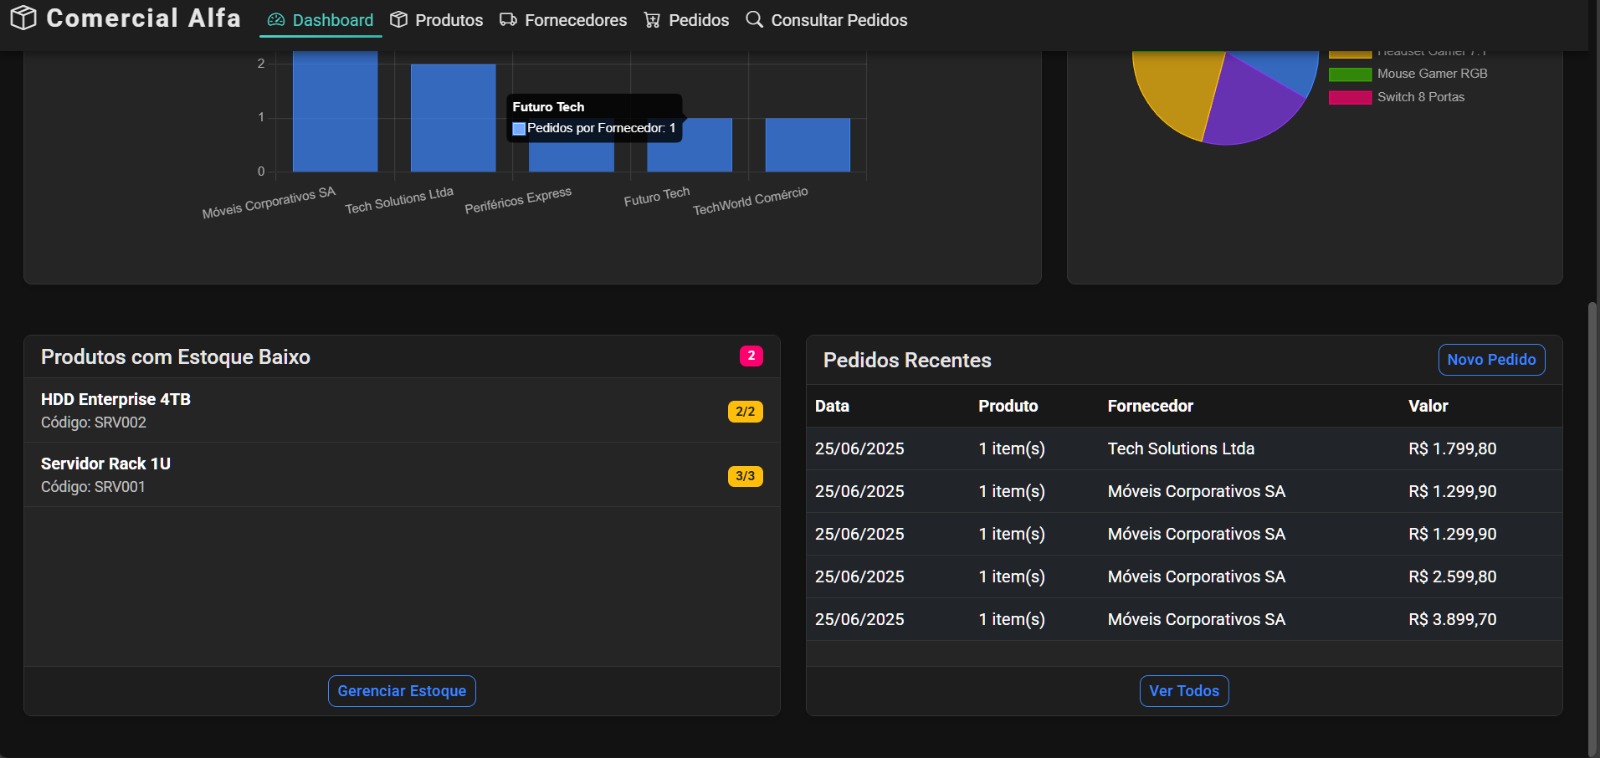 Comercial Alfa
Dashboard
Produtos
Fornecedores
Pedidos
Consultar Pedidos
2
1
0
Futuro Tech
Pedidos por Fornecedor: 1
Móveis Corporativos SA
Tech Solutions Ltda
Periféricos Express
Futuro Tech
TechWorld Comércio
Headset Gamer 7.1
Mouse Gamer RGB
Switch 8 Portas
Produtos com Estoque Baixo
2
HDD Enterprise 4TB
2/2
Código: SRV002
Servidor Rack 1U
3/3
Código: SRV001
Gerenciar Estoque
Pedidos Recentes
Novo Pedido
Data Produto Fornecedor Valor
25/06/2025 1 item(s) Tech Solutions Ltda R$ 1.799,80
25/06/2025 1 item(s) Móveis Corporativos SA R$ 1.299,90
25/06/2025 1 item(s) Móveis Corporativos SA R$ 1.299,90
25/06/2025 1 item(s) Móveis Corporativos SA R$ 2.599,80
25/06/2025 1 item(s) Móveis Corporativos SA R$ 3.899,70
Ver Todos